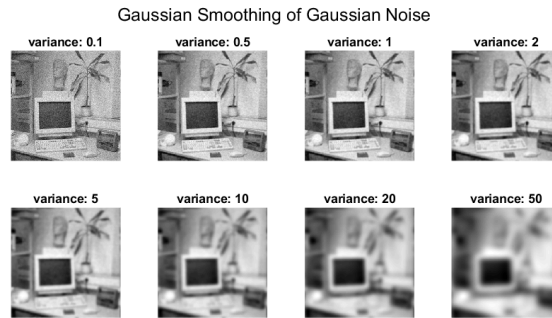 Gaussian Smoothing of Gaussian Noise
variance: 0.1
variance: 0.5
variance: 1
variance: 2
variance: 5
variance: 10
variance: 20
variance: 50